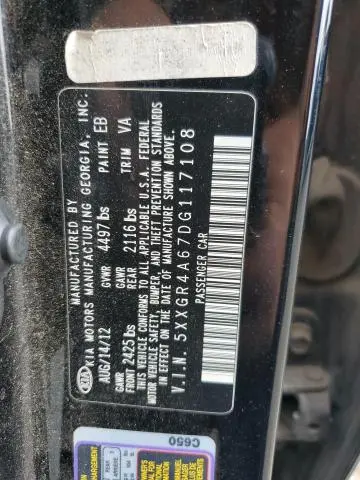 MANUFACTURED BY
KIA KIA MOTORS MANUFACTURING GEORGIA, INC.
AUG/14/12 GVWR 4497lbs PAINT EB
GAWR FRONT 2425lbs GAWR REAR 2116lbs TRIM VA
THIS VEHICLE CONFORMS TO ALL APPLICABLE U.S.A. FEDERAL
MOTOR VEHICLE SAFETY, BUMPER, AND THEFT PREVENTION
STANDARDS IN EFFECT ON THE DATE OF MANUFACTURE SHOWN ABOVE.
V.I.N. 5XXGR4A67DG117108
PASSENGER CAR
C650